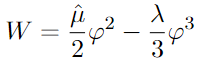 W = \frac{\hat{\mu}}{2} \varphi^2 - \frac{\lambda}{3} \varphi^3